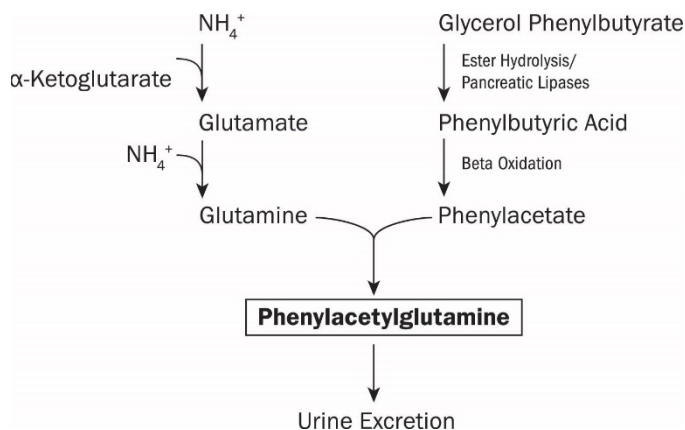 NH₄⁺
Glycerol Phenylbutyrate
α-Ketoglutarate
Ester Hydrolysis/
Pancreatic Lipases
Glutamate
Phenylbutyric Acid
NH₄⁺
Beta Oxidation
Glutamine
Phenylacetate
Phenylacetylglutamine
Urine Excretion